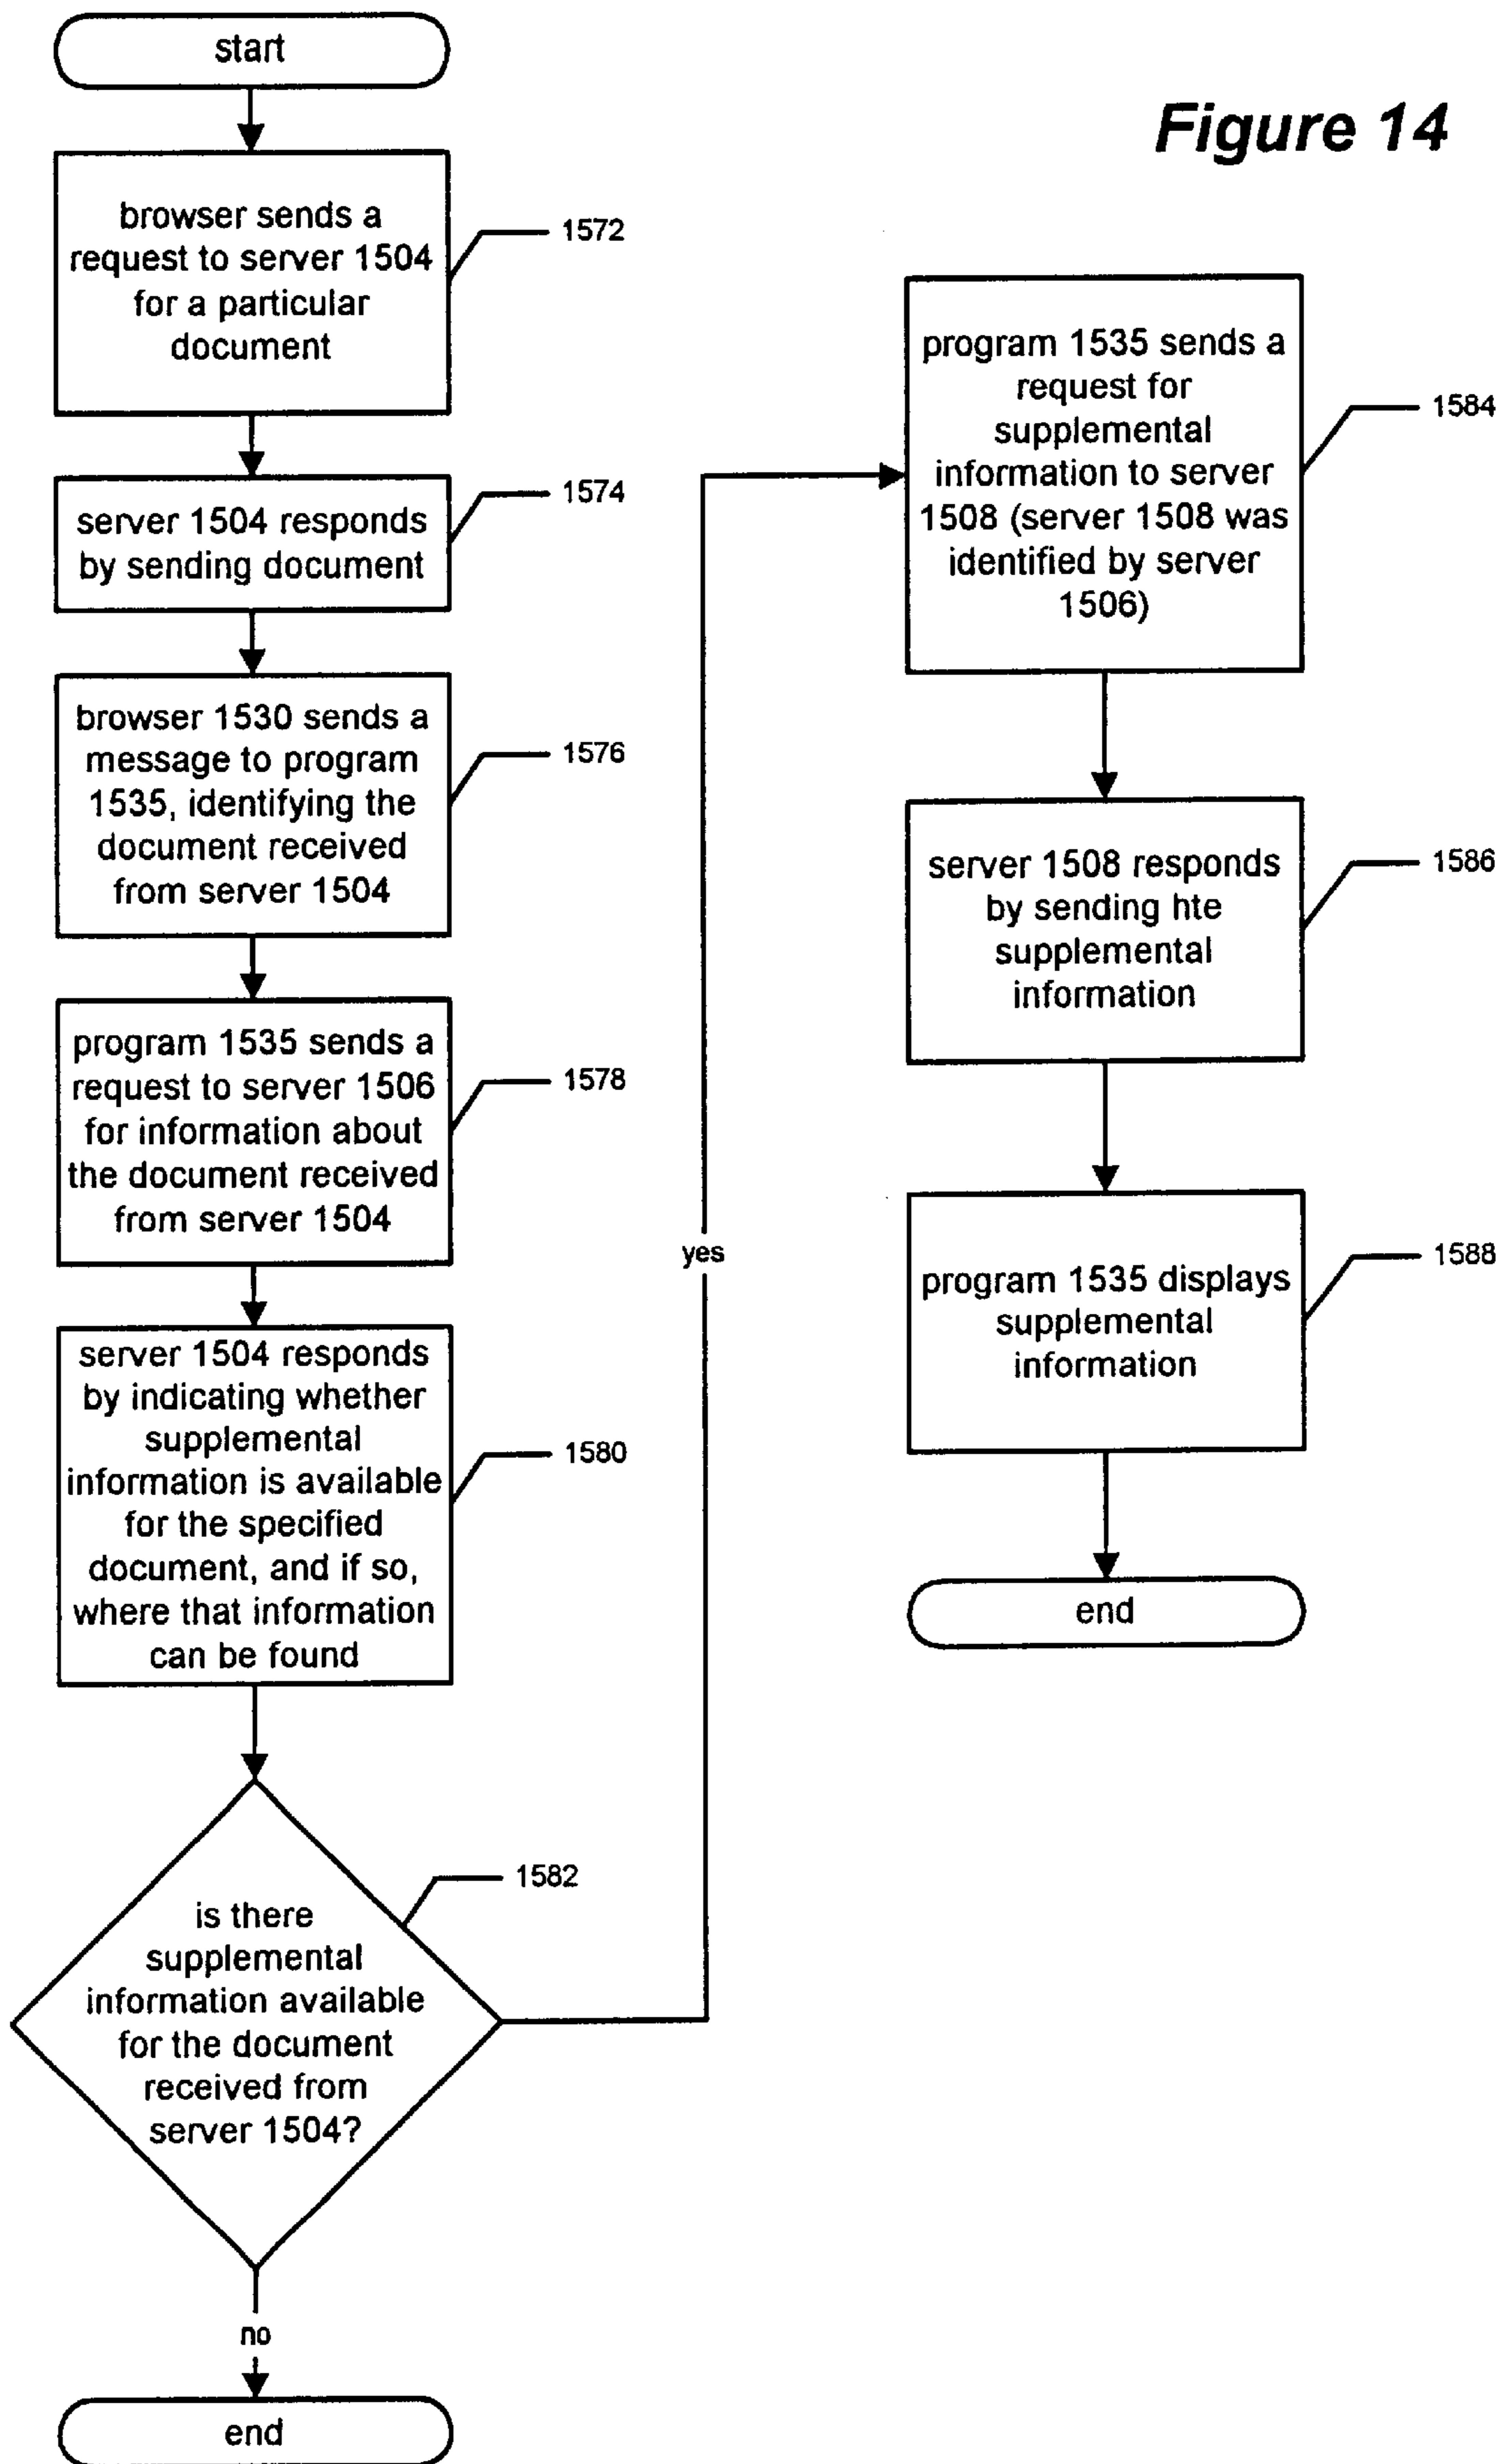 Figure 14
start
browser sends a
request to server 1504
for a particular
document
1572
server 1504 responds
by sending document
1574
browser 1530 sends a
message to program
1535, identifying the
document received
from server 1504
1576
program 1535 sends a
request to server 1506
for information about
the document received
from server 1504
1578
server 1504 responds
by indicating whether
supplemental
information is available
for the specified
document, and if so,
where that information
can be found
1580
is there
supplemental
information available
for the document
received from
server 1504?
1582
no
end
yes
program 1535 sends a
request for
supplemental
information to server
1508 (server 1508 was
identified by server
1506)
1584
server 1508 responds
by sending hte
supplemental
information
1586
program 1535 displays
supplemental
information
1588
end